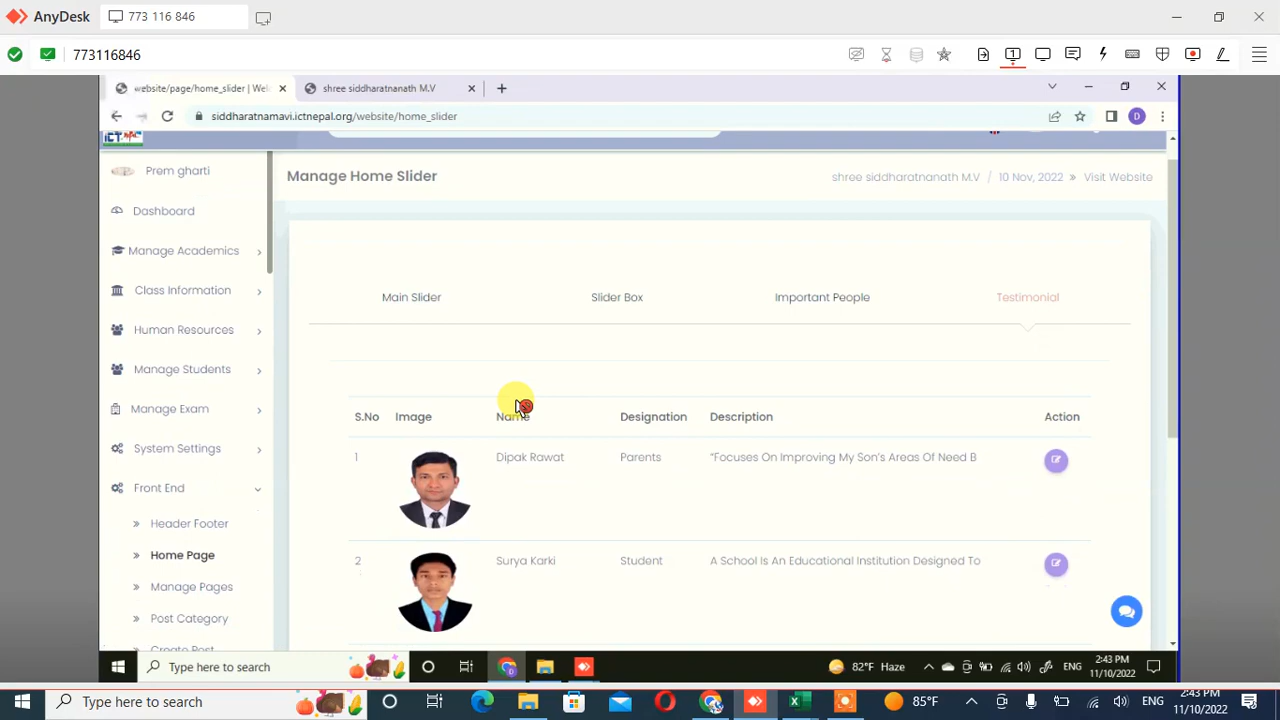 AnyDesk
773 116 846
773116846
website/page/home_slider | Wel
shree siddharatnanath M.V
siddharatnamavi.ictnepal.org/website/home_slider
Prem gharti
Manage Home Slider
shree siddharatnanath M.V / 10 Nov, 2022 » Visit Website
Dashboard
Manage Academics
Class Information
Human Resources
Manage Students
Manage Exam
System Settings
Front End
Header Footer
Home Page
Manage Pages
Post Category
Create Post
Main Slider
Slider Box
Important People
Testimonial
S.No Image Name Designation Description Action
1 Dipak Rawat Parents “Focuses On Improving My Son's Areas Of Need B
2 Surya Karki Student A School Is An Educational Institution Designed To
Type here to search
82°F Haze
ENG
2:43 PM
11/10/2022
Type here to search
85°F
ENG
2:43 PM
11/10/2022